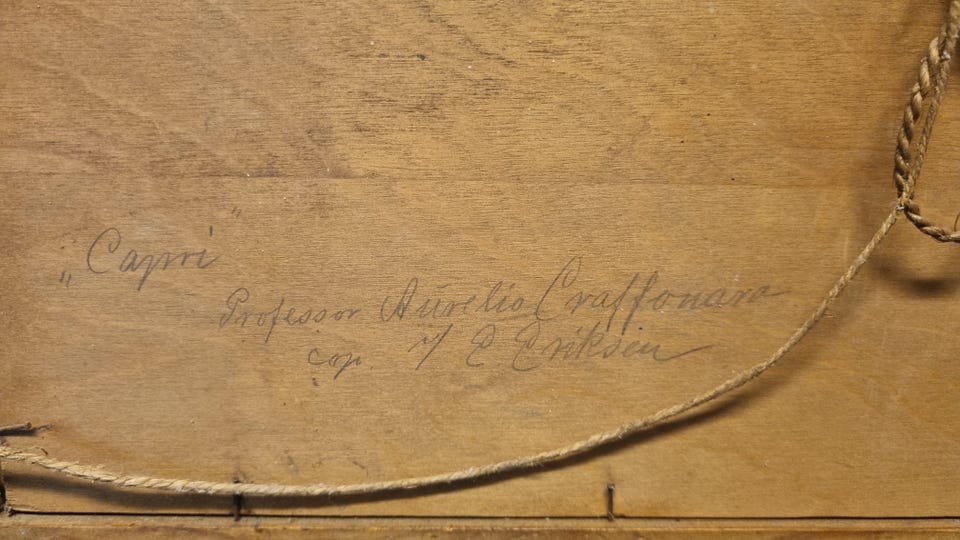 „Capri"
Professor Aurelio Craffonara
cop. v/ E Eriksen